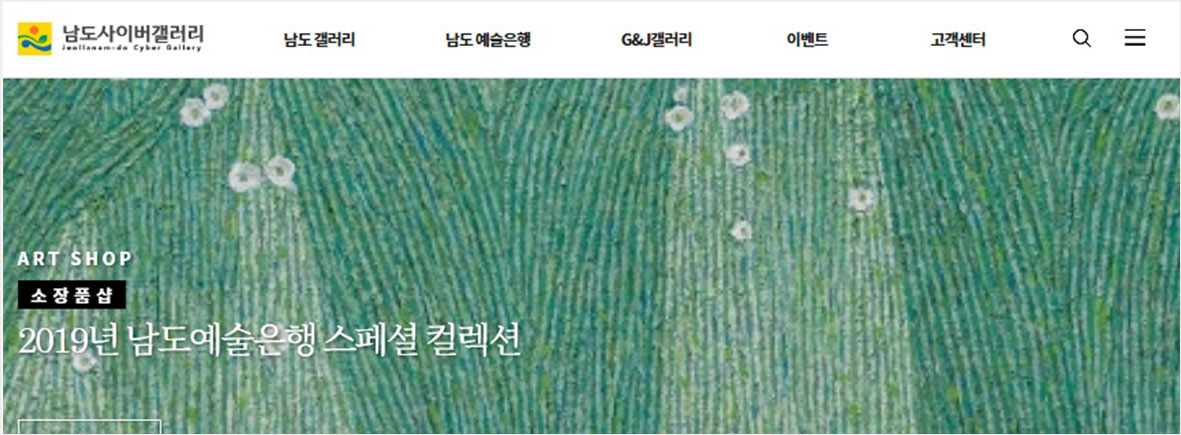 남도사이버갤러리
Jeollanam-do Cyber Gallery
남도 갤러리 남도 예술은행 G&J갤러리 이벤트 고객센터
ART SHOP
소장품샵
2019년 남도예술은행 스페셜 컬렉션